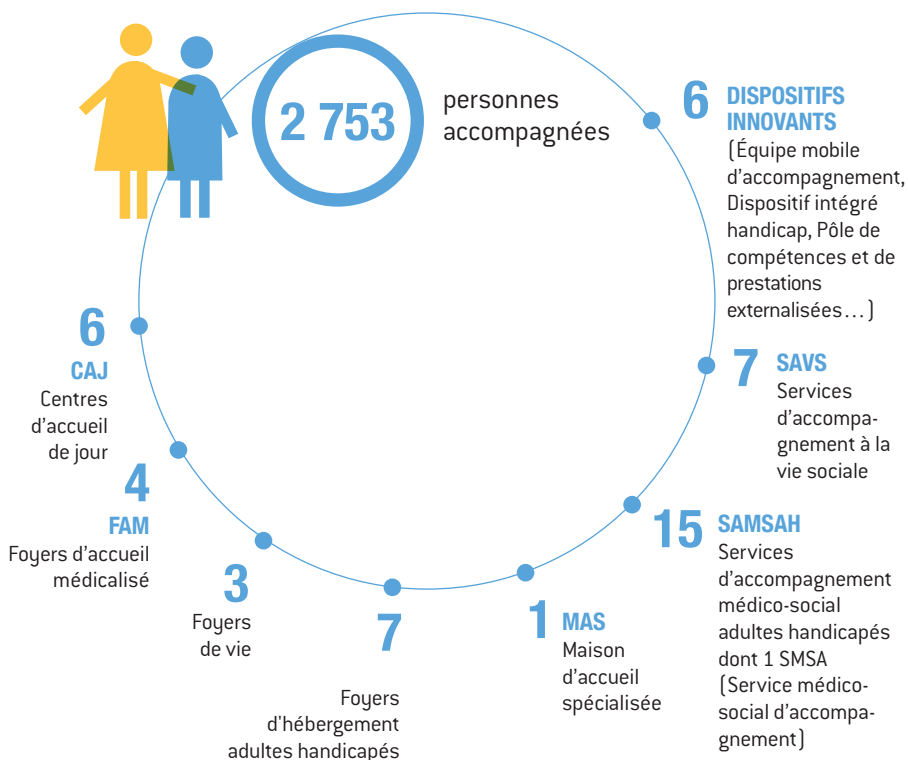 2 753
personnes
accompagnées
6 DISPOSITIFS
INNOVANTS
(Équipe mobile
d'accompagnement,
Dispositif intégré
handicap, Pôle de
compétences et de
prestations
externalisées…)
7 SAVS
Services
d'accompa-
gnement à la
vie sociale
15 SAMSAH
Services
d'accompagnement
médico-social
adultes handicapés
dont 1 SMSA
(Service médico-
social d'accompa-
gnement)
1 MAS
Maison
d'accueil
spécialisée
7
Foyers
d'hébergement
adultes handicapés
3
Foyers
de vie
4
FAM
Foyers d'accueil
médicalisé
6
CAJ
Centres
d'accueil
de jour